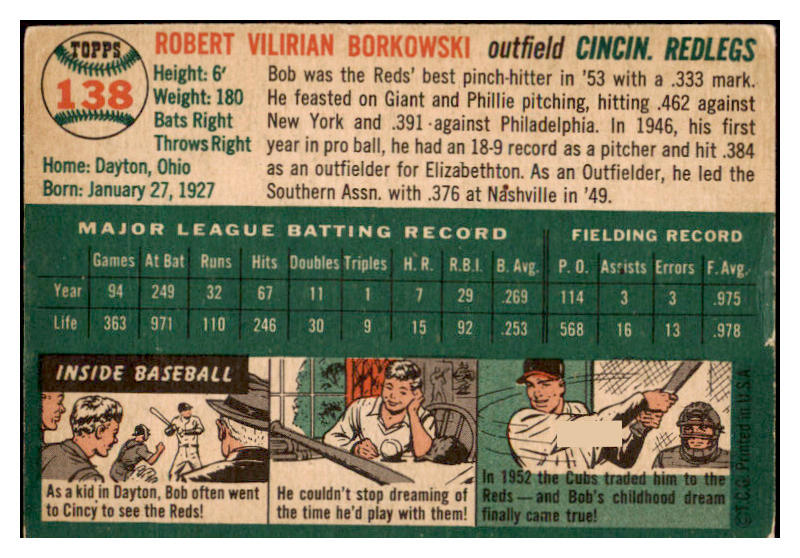 TOPPS
138
ROBERT VILIRIAN BORKOWSKI outfield CINCIN. REDLEGS
Height: 6'
Weight: 180
Bats Right
Throws Right
Home: Dayton, Ohio
Born: January 27, 1927
Bob was the Reds' best pinch-hitter in '53 with a .333 mark.
He feasted on Giant and Phillie pitching, hitting .462 against
New York and .391 against Philadelphia. In 1946, his first
year in pro ball, he had an 18-9 record as a pitcher and hit .384
as an outfielder for Elizabethton. As an Outfielder, he led the
Southern Assn. with .376 at Nashville in '49.
MAJOR LEAGUE BATTING RECORD FIELDING RECORD
Games At Bat Runs Hits Doubles Triples H. R. R.B.I. B. Avg. P. O. Assists Errors F. Avg.
Year 94 249 32 67 11 1 7 29 .269 114 3 3 .975
Life 363 971 110 246 30 9 15 92 .253 568 16 13 .978
INSIDE BASEBALL
As a kid in Dayton, Bob often went
to Cincy to see the Reds!
He couldn't stop dreaming of
the time he'd play with them!
In 1952 the Cubs traded him to the
Reds — and Bob's childhood dream
finally came true!
©T.C.G. Printed in U.S.A.